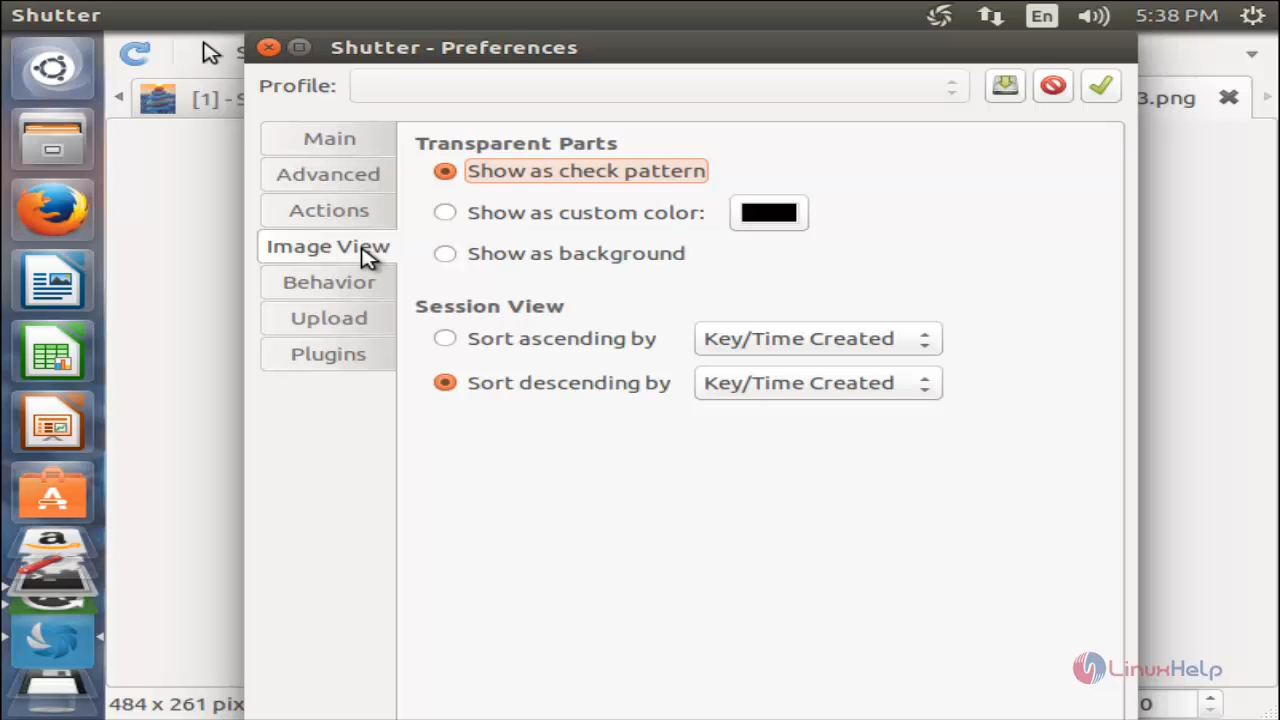 Shutter
En
5:38 PM
Shutter - Preferences
Profile:
[1] - S
3.png
Main
Advanced
Actions
Image View
Behavior
Upload
Plugins
Transparent Parts
Show as check pattern
Show as custom color:
Show as background
Session View
Sort ascending by
Key/Time Created
Sort descending by
Key/Time Created
LinuxHelp
484 x 261 pix
0